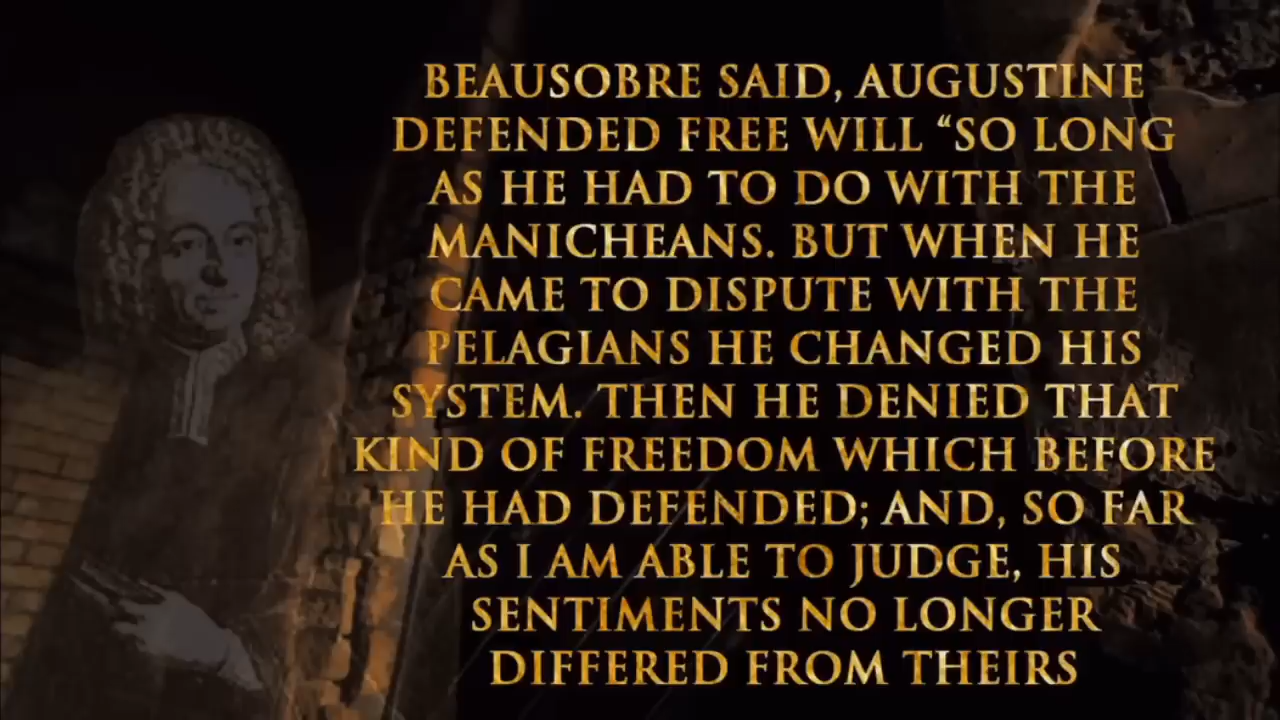 BEAUSOBRE SAID, AUGUSTINE
DEFENDED FREE WILL “SO LONG
AS HE HAD TO DO WITH THE
MANICHEANS. BUT WHEN HE
CAME TO DISPUTE WITH THE
PELAGIANS HE CHANGED HIS
SYSTEM. THEN HE DENIED THAT
KIND OF FREEDOM WHICH BEFORE
HE HAD DEFENDED; AND, SO FAR
AS I AM ABLE TO JUDGE, HIS
SENTIMENTS NO LONGER
DIFFERED FROM THEIRS